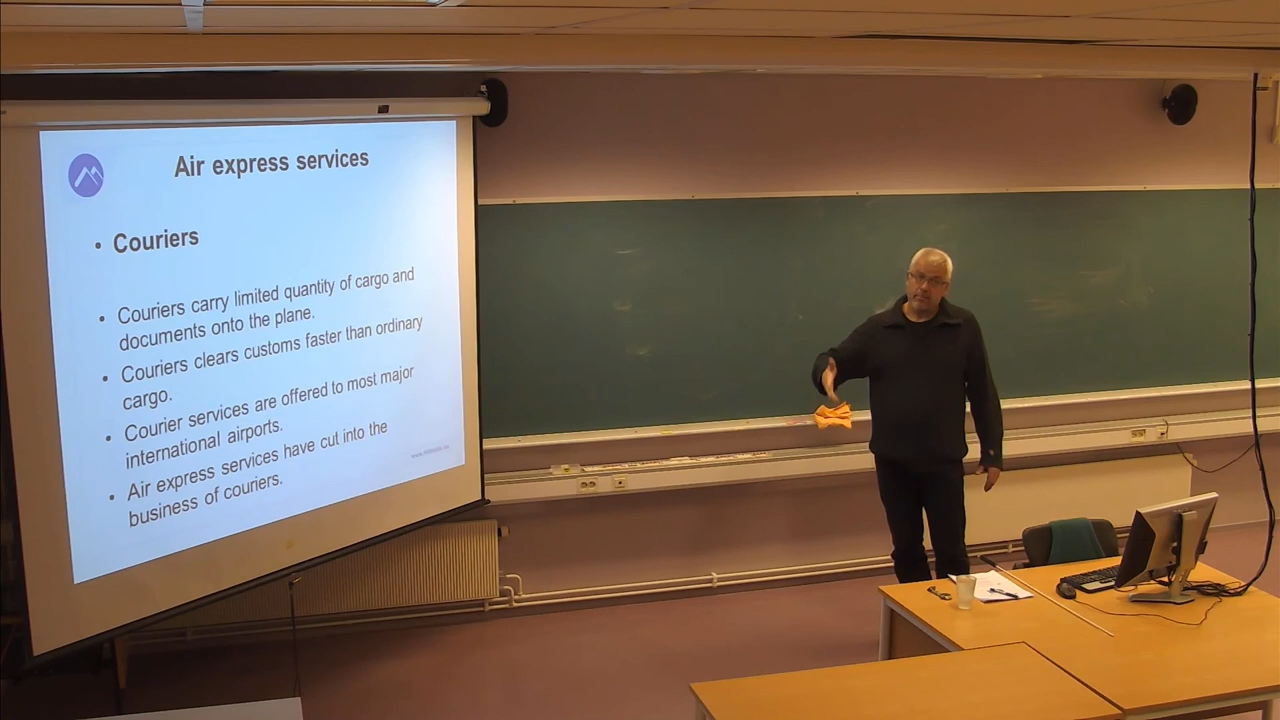 Air express services
• Couriers
• Couriers carry limited quantity of cargo and
documents onto the plane.
• Couriers clears customs faster than ordinary
cargo.
• Courier services are offered to most major
international airports.
• Air express services have cut into the
business of couriers.